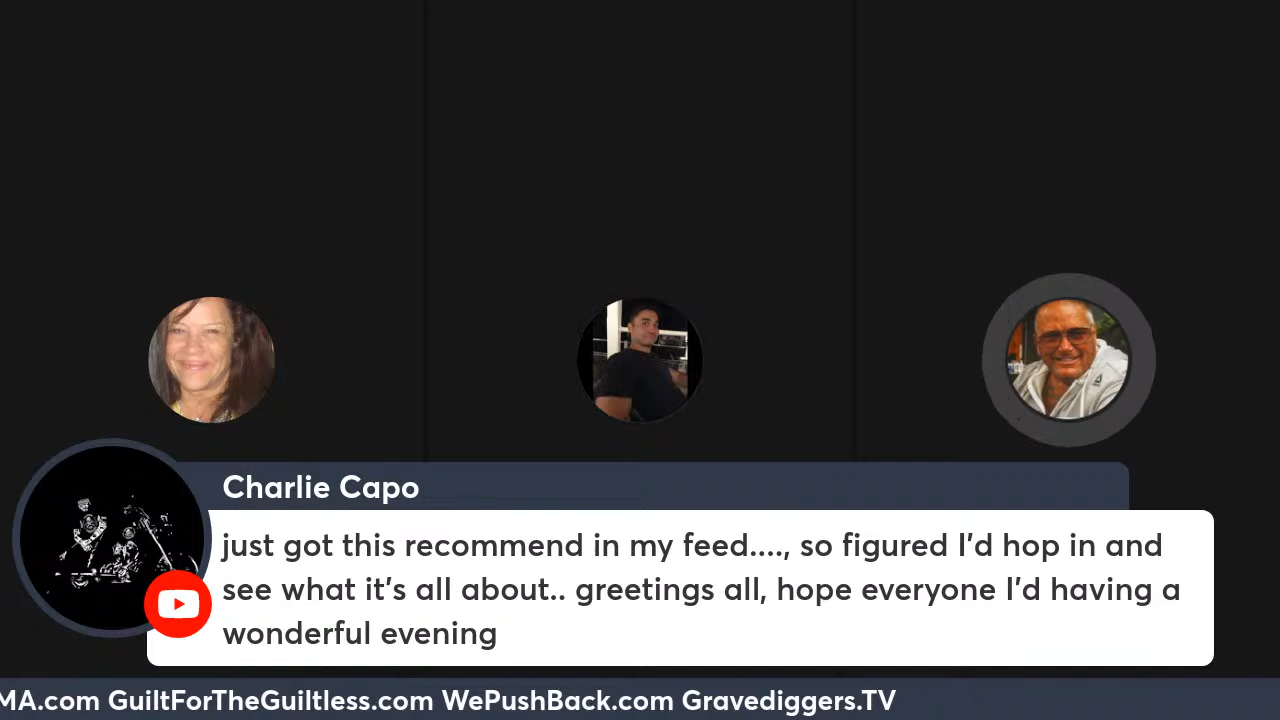 Charlie Capo
just got this recommend in my feed...., so figured I'd hop in and
see what it's all about.. greetings all, hope everyone I'd having a
wonderful evening
MA.com GuiltForTheGuiltless.com WePushBack.com Gravediggers.TV